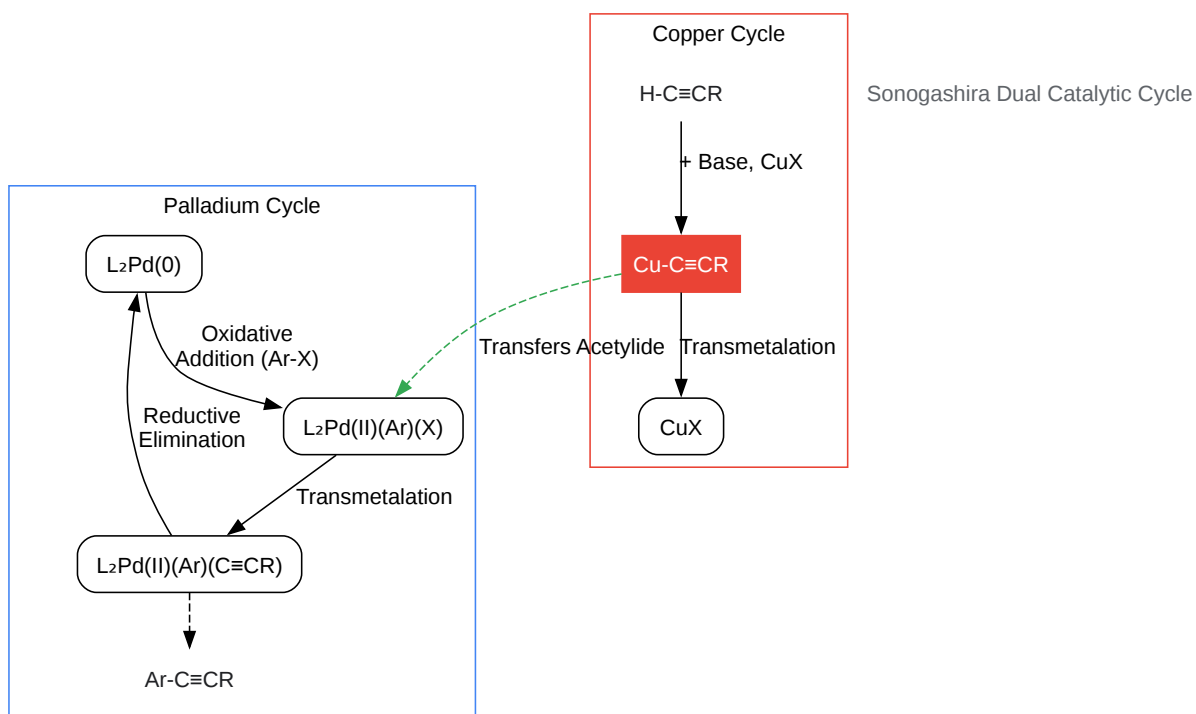 Copper Cycle
H-C≡CR
Sonogashira Dual Catalytic Cycle
+ Base, CuX
Cu-C≡CR
Transfers Acetylide
Transmetalation
CuX
Palladium Cycle
L₂Pd(0)
Oxidative
Addition (Ar-X)
Reductive
Elimination
L₂Pd(II)(Ar)(X)
Transmetalation
L₂Pd(II)(Ar)(C≡CR)
Ar-C≡CR